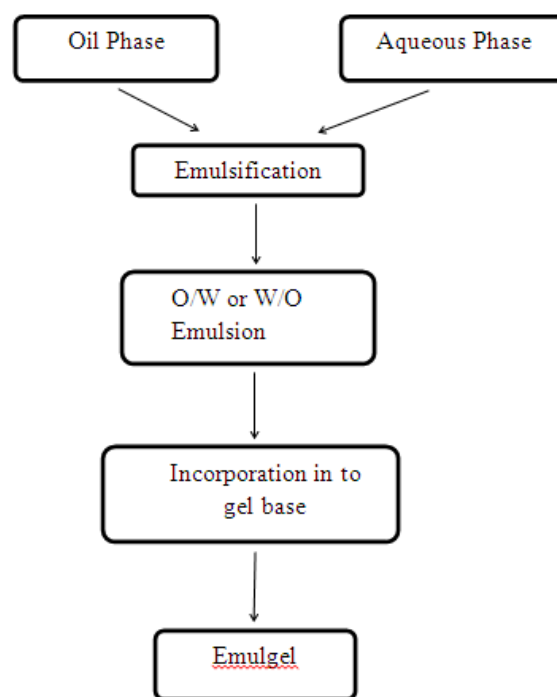 Oil Phase
Aqueous Phase
Emulsification
O/W or W/O
Emulsion
Incorporation in to
gel base
Emulgel